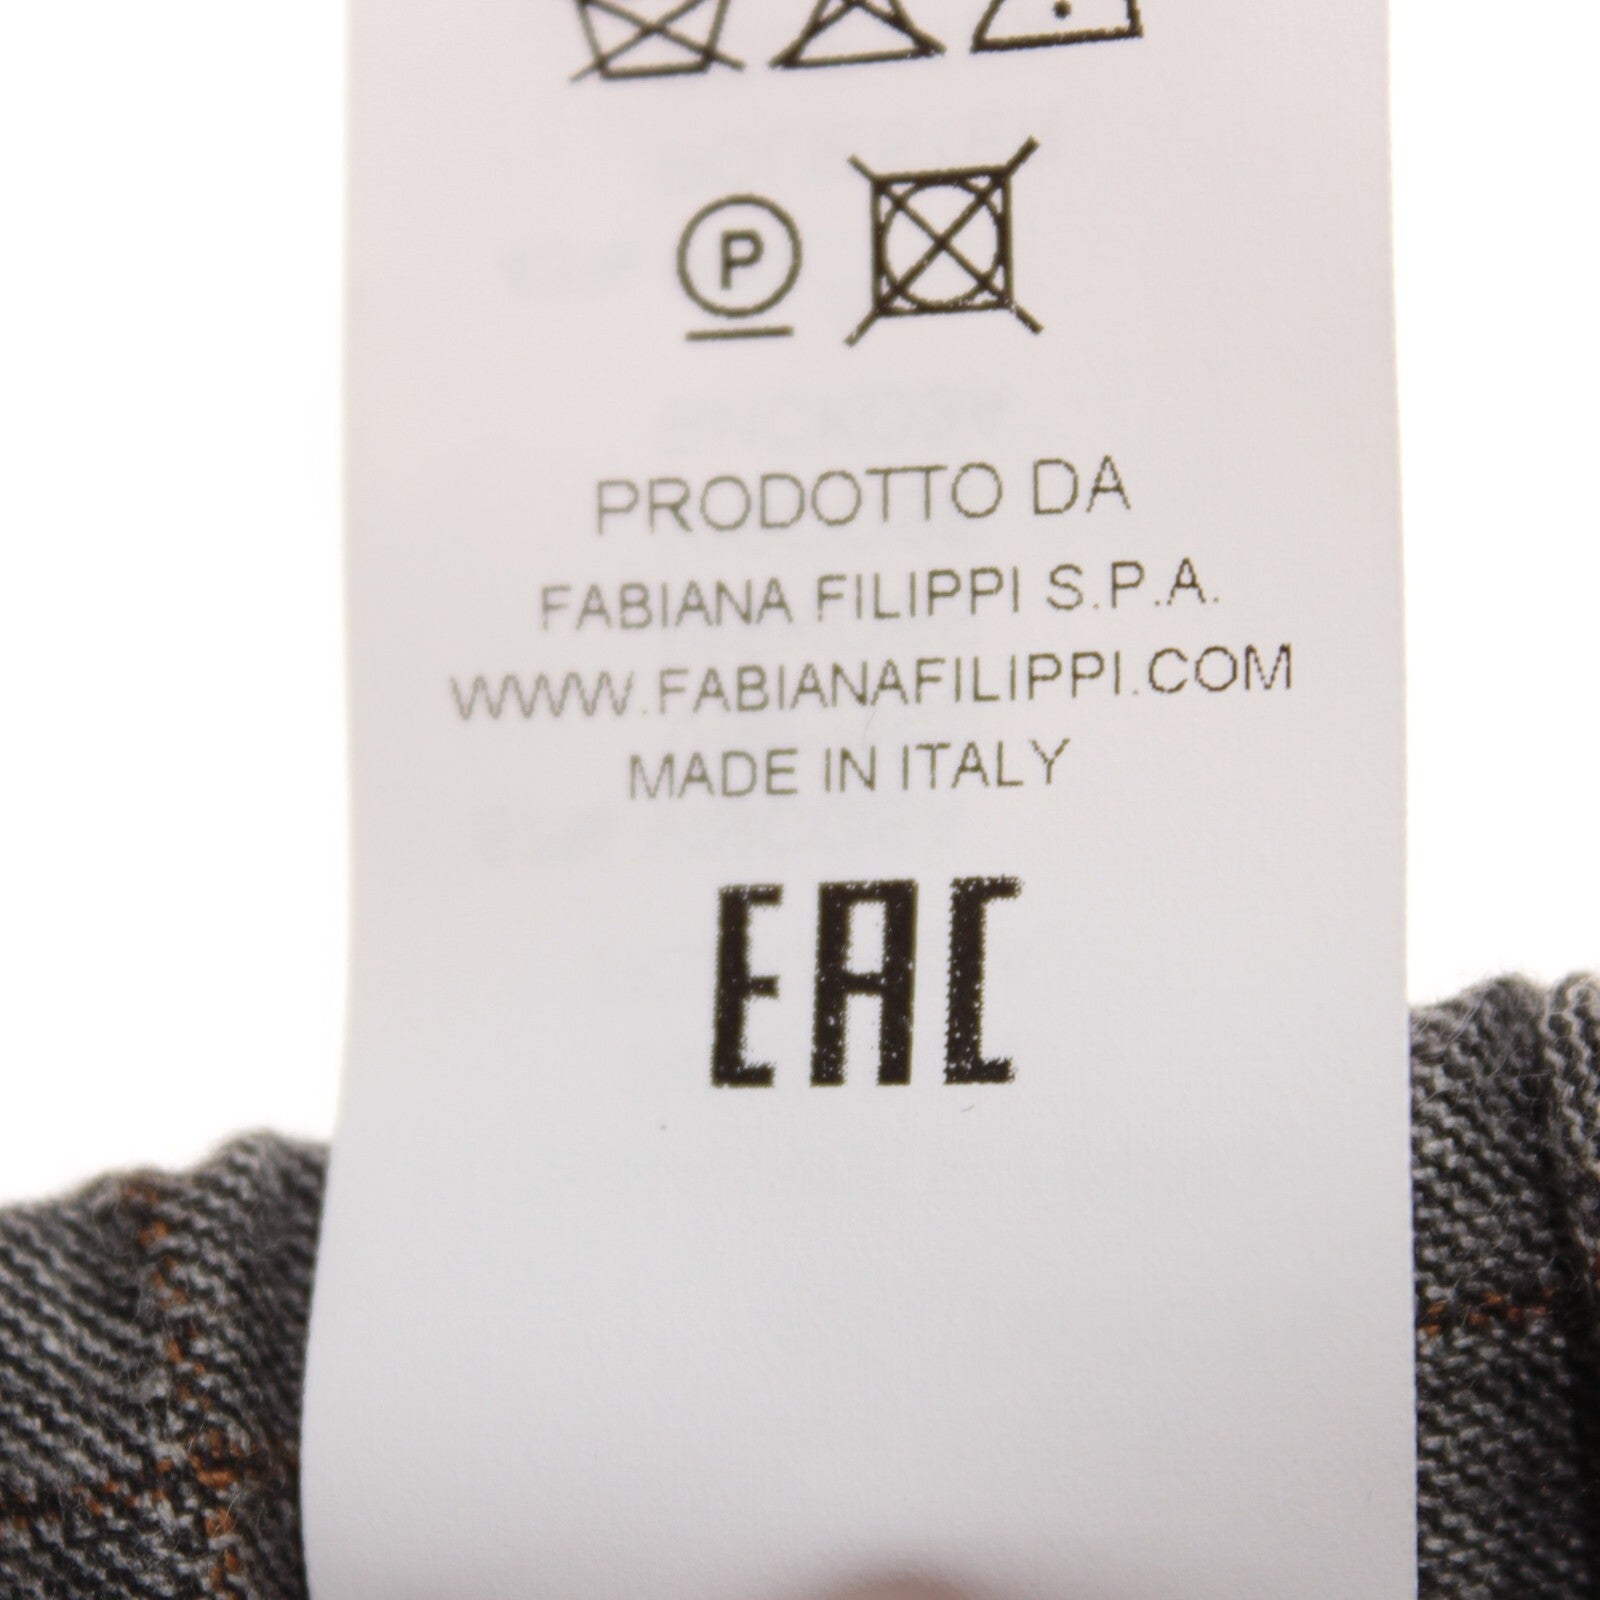 P
PRODOTTO DA
FABIANA FILIPPI S.P.A.
WWW.FABIANAFILIPPI.COM
MADE IN ITALY
EAC